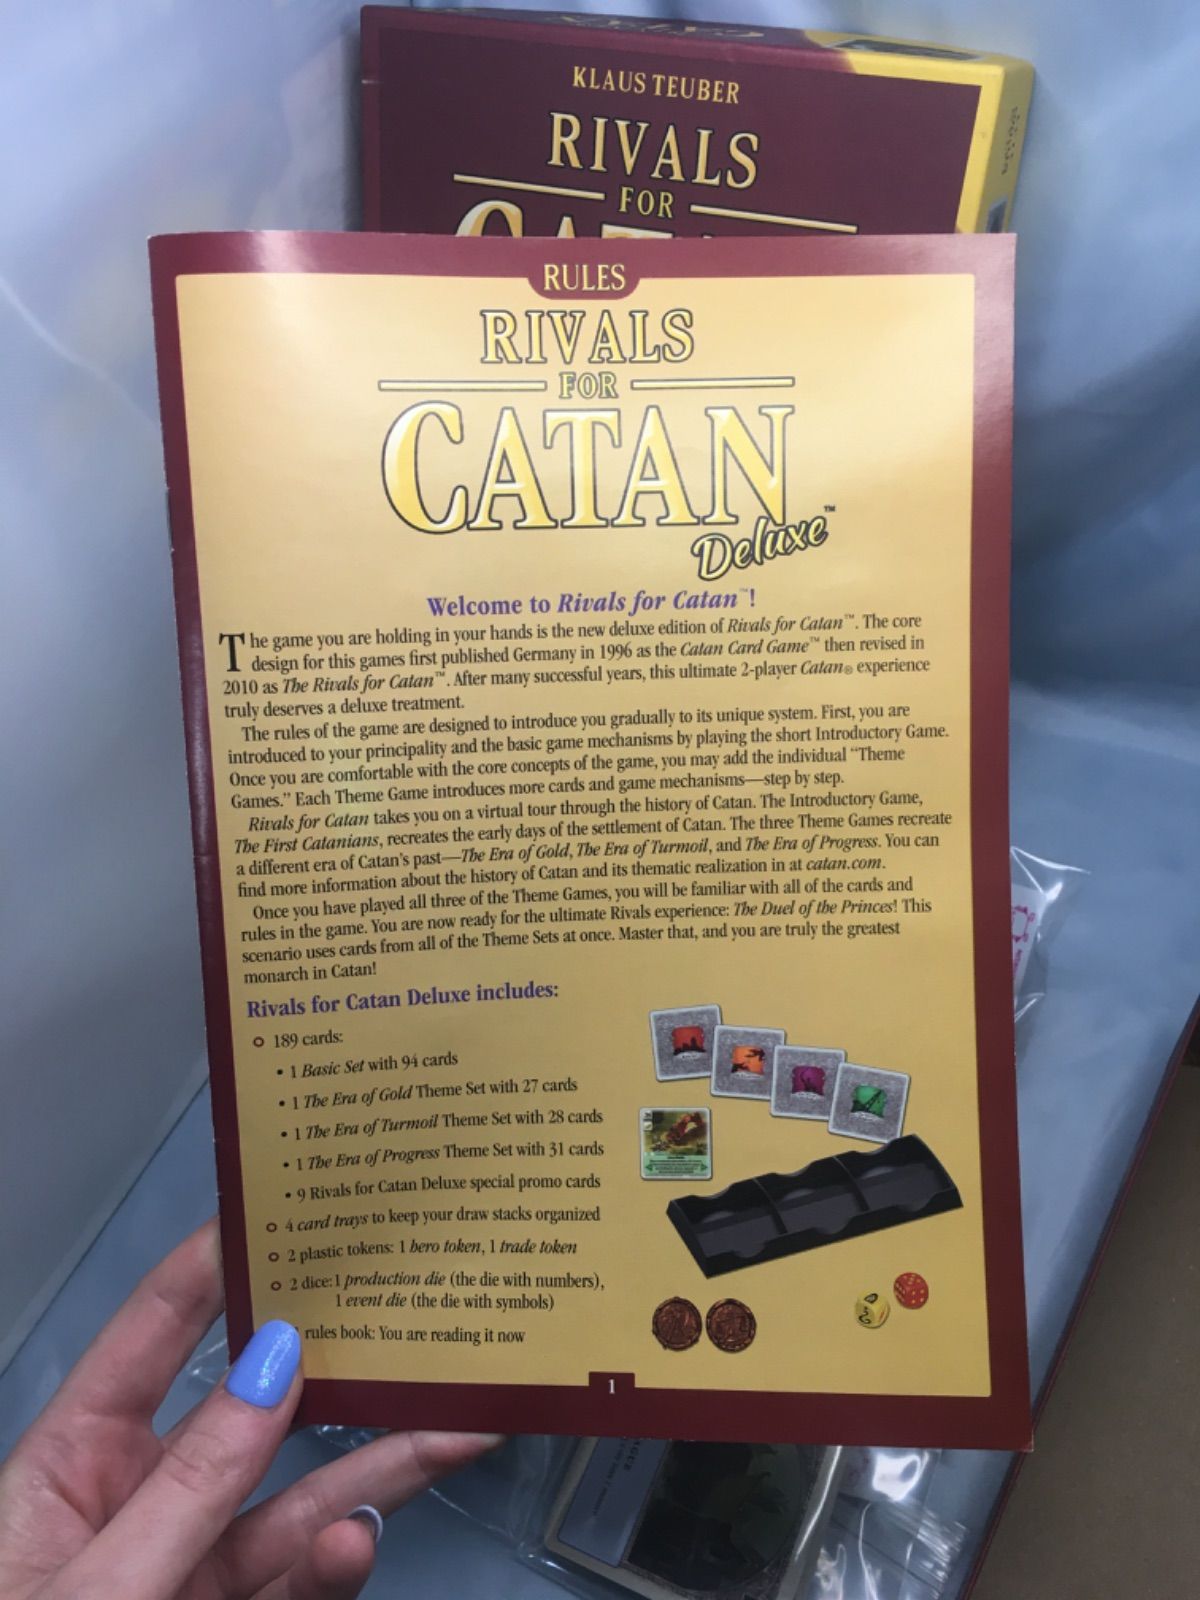 KLAUS TEUBER
RIVALS
FOR
RULES
RIVALS
FOR
CATAN
Deluxe™
Welcome to Rivals for Catan™!
The game you are holding in your hands is the new deluxe edition of Rivals for Catan™. The core
design for this games first published Germany in 1996 as the Catan Card Game™ then revised in
2010 as The Rivals for Catan™. After many successful years, this ultimate 2-player Catan® experience
truly deserves a deluxe treatment.
The rules of the game are designed to introduce you gradually to its unique system. First, you are
introduced to your principality and the basic game mechanisms by playing the short Introductory Game.
Once you are comfortable with the core concepts of the game, you may add the individual “Theme
Games.” Each Theme Game introduces more cards and game mechanisms—step by step.
Rivals for Catan takes you on a virtual tour through the history of Catan. The Introductory Game,
The First Catanians, recreates the early days of the settlement of Catan. The three Theme Games recreate
a different era of Catan's past—The Era of Gold, The Era of Turmoil, and The Era of Progress. You can
find more information about the history of Catan and its thematic realization in at catan.com.
Once you have played all three of the Theme Games, you will be familiar with all of the cards and
rules in the game. You are now ready for the ultimate Rivals experience: The Duel of the Princes! This
scenario uses cards from all of the Theme Sets at once. Master that, and you are truly the greatest
monarch in Catan!
Rivals for Catan Deluxe includes:
189 cards:
• 1 Basic Set with 94 cards
• 1 The Era of Gold Theme Set with 27 cards
• 1 The Era of Turmoil Theme Set with 28 cards
• 1 The Era of Progress Theme Set with 31 cards
• 9 Rivals for Catan Deluxe special promo cards
4 card trays to keep your draw stacks organized
2 plastic tokens: 1 hero token, 1 trade token
2 dice: 1 production die (the die with numbers),
1 event die (the die with symbols)
rules book: You are reading it now
1